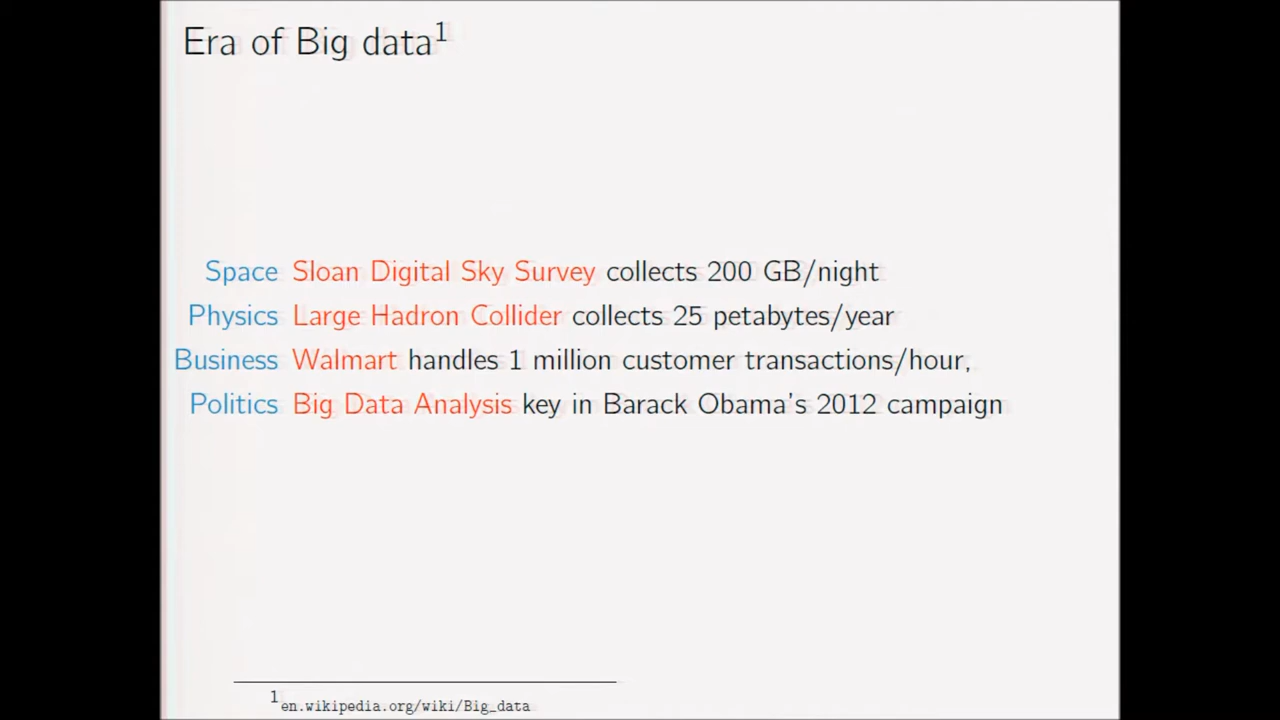 Era of Big data¹
Space Sloan Digital Sky Survey collects 200 GB/night
Physics Large Hadron Collider collects 25 petabytes/year
Business Walmart handles 1 million customer transactions/hour,
Politics Big Data Analysis key in Barack Obama's 2012 campaign
¹en.wikipedia.org/wiki/Big_data